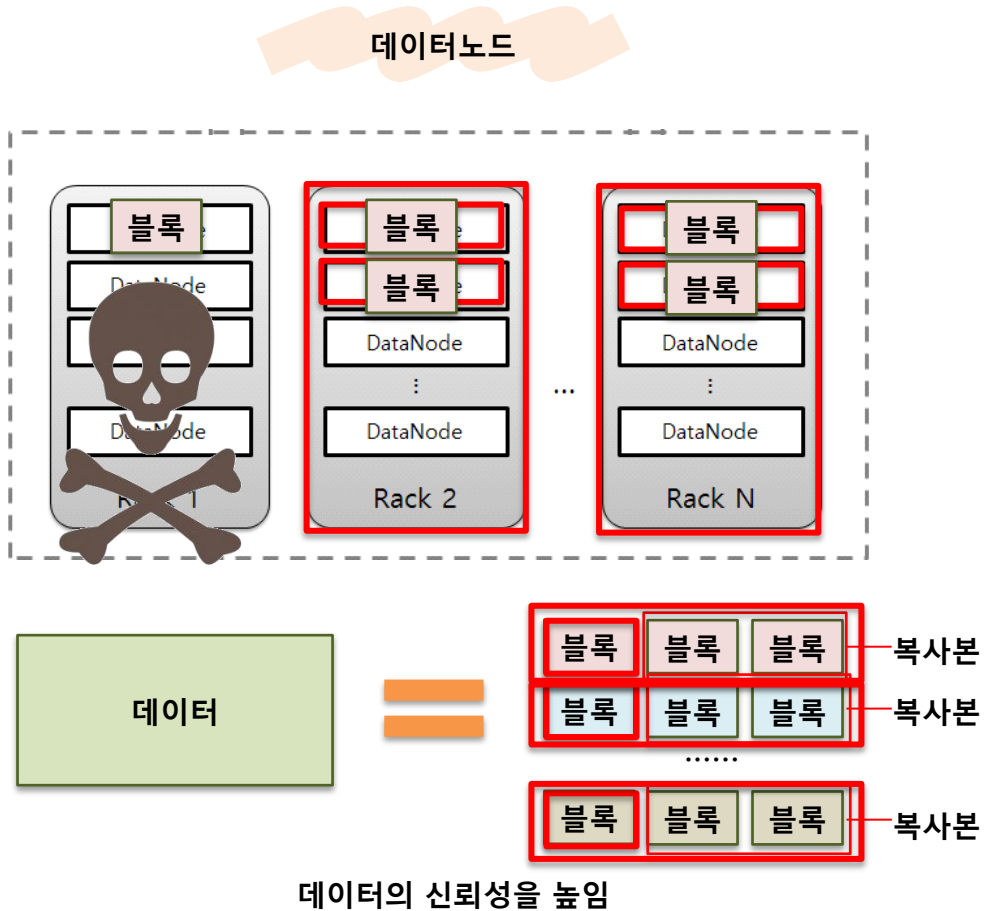 데이터노드
블록 블록 블록
블록 블록
DataNode DataNode
⋮ ⋮
...
DataNode DataNode DataNode
Rack 2 Rack N
블록 블록 블록 복사본
데이터 블록 블록 블록 복사본
......
블록 블록 블록 복사본
데이터의 신뢰성을 높임